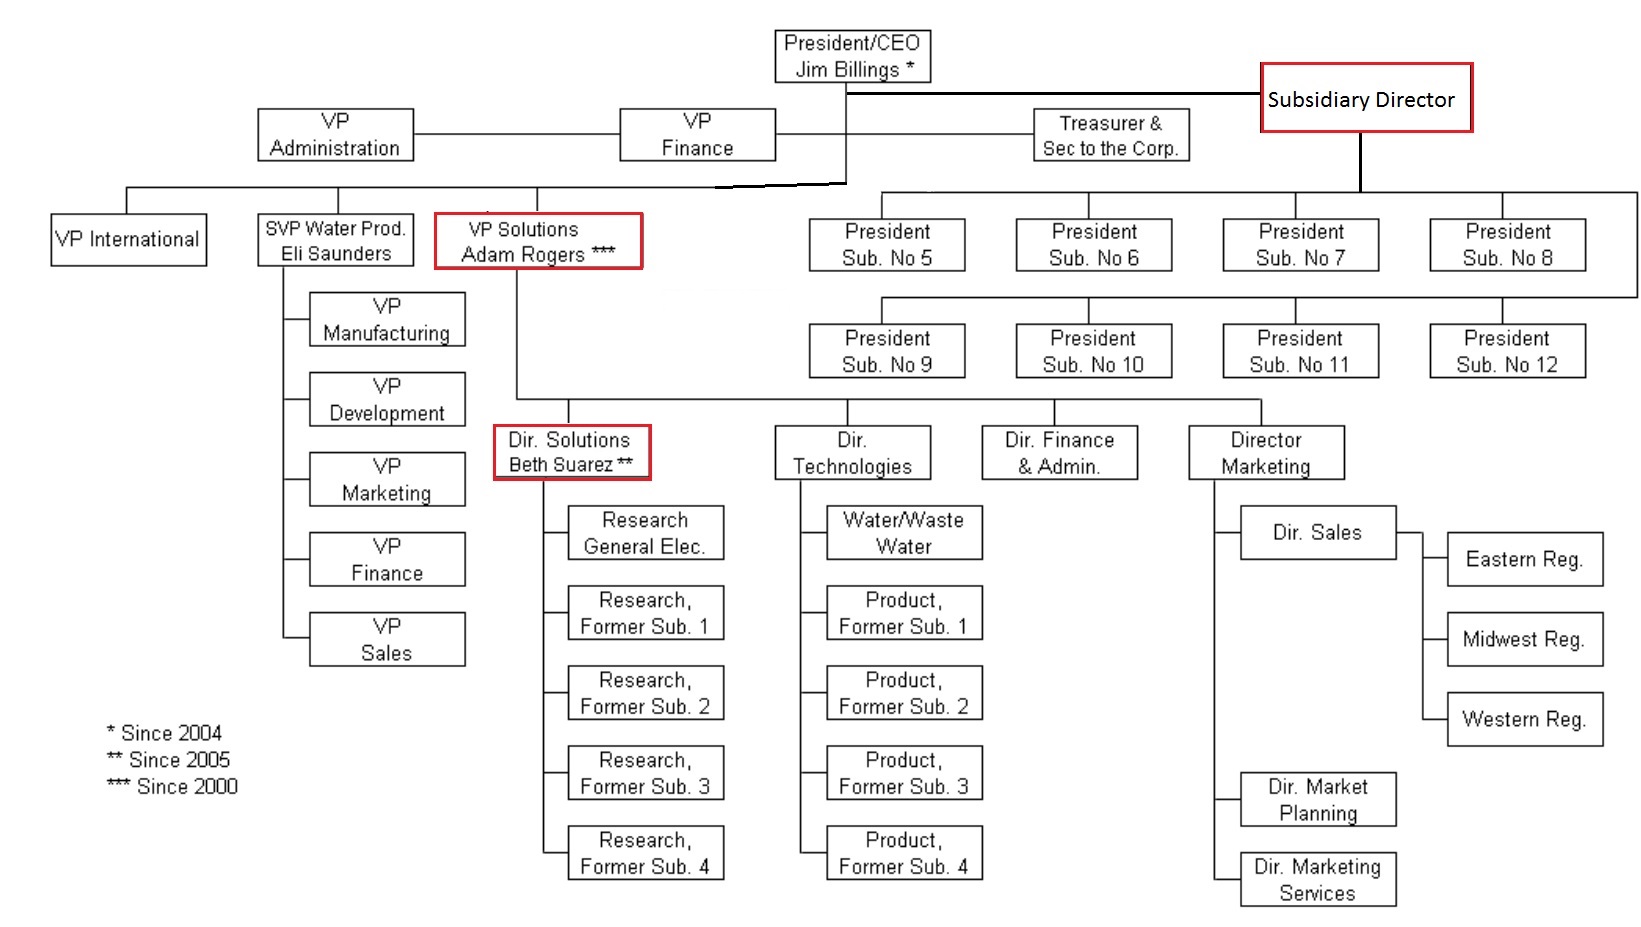 President/CEO
Jim Billings *
Subsidiary Director
VP
Administration
VP
Finance
Treasurer &
Sec to the Corp.
VP International
SVP Water Prod.
Eli Saunders
VP Solutions
Adam Rogers ***
President
Sub. No 5
President
Sub. No 6
President
Sub. No 7
President
Sub. No 8
President
Sub. No 9
President
Sub. No 10
President
Sub. No 11
President
Sub. No 12
VP
Manufacturing
VP
Development
VP
Marketing
VP
Finance
VP
Sales
Dir. Solutions
Beth Suarez **
Dir.
Technologies
Dir. Finance
& Admin.
Director
Marketing
Research
General Elec.
Research,
Former Sub. 1
Research,
Former Sub. 2
Research,
Former Sub. 3
Research,
Former Sub. 4
Water/Waste
Water
Product,
Former Sub. 1
Product,
Former Sub. 2
Product,
Former Sub. 3
Product,
Former Sub. 4
Dir. Sales
Eastern Reg.
Midwest Reg.
Western Reg.
Dir. Market
Planning
Dir. Marketing
Services
* Since 2004
** Since 2005
*** Since 2000